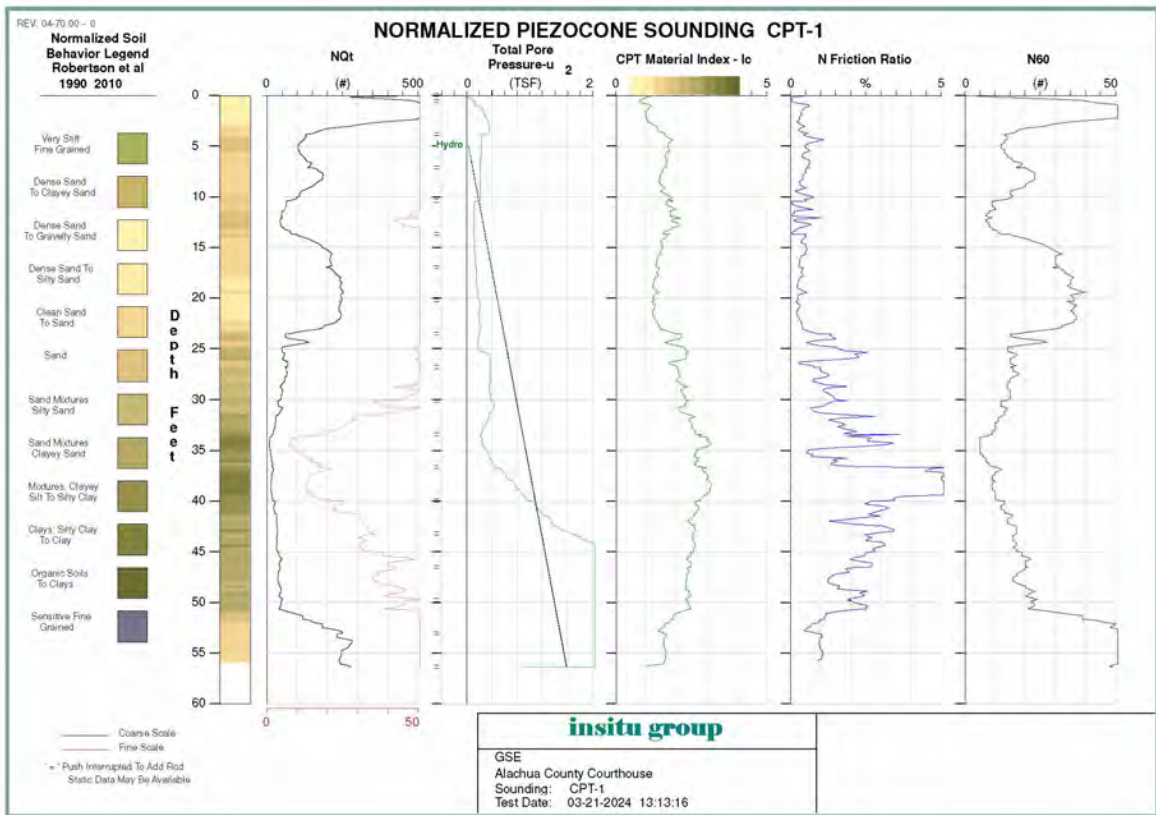 REV: 04-70.00 - 0
NORMALIZED PIEZOCONE SOUNDING CPT-1
Normalized Soil
Behavior Legend
Robertson et al
1990 2010
NQt
0 (#) 500
Total Pore
Pressure-u 2
0 (TSF) 2
CPT Material Index - Ic
0 5
N Friction Ratio
0 % 5
N60
0 (#) 50
Very Stiff
Fine Grained
Dense Sand
To Clayey Sand
Dense Sand
To Gravelly Sand
Dense Sand To
Silty Sand
Clean Sand
To Sand
Sand
Sand Mixtures
Silty Sand
Sand Mixtures
Clayey Sand
Mixtures, Clayey
Silt To Silty Clay
Clays: Silty Clay
To Clay
Organic Soils
To Clays
Sensitive Fine
Grained
Depth Feet
0
5
10
15
20
25
30
35
40
45
50
55
60
Hydro
0 50
Coarse Scale
Fine Scale
'=' Push Interrupted To Add Rod
Static Data May Be Available
insitu group
GSE
Alachua County Courthouse
Sounding: CPT-1
Test Date: 03-21-2024 13:13:16